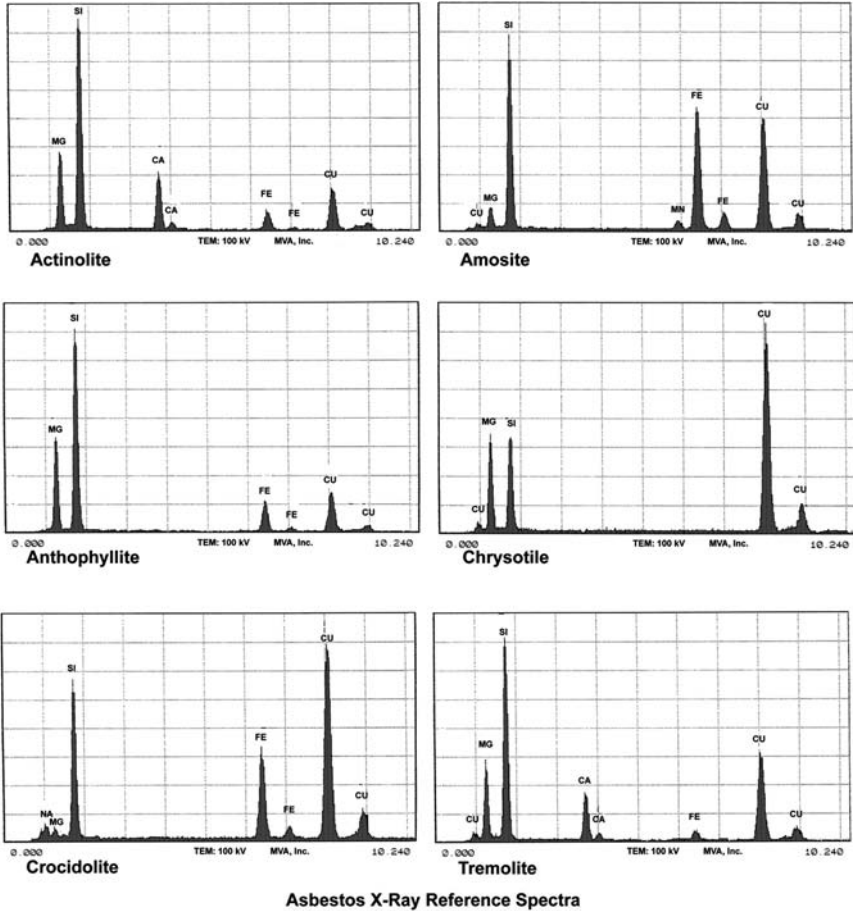 SI
MG
CA
CA
FE
FE
CU
CU
0.000 TEM: 100 kV MVA, Inc. 10.240
Actinolite
SI
FE
CU
MG
CU
MN
FE
CU
0.000 TEM: 100 kV MVA, Inc. 10.240
Amosite
SI
MG
FE
FE
CU
CU
0.000 TEM: 100 kV MVA, Inc. 10.240
Anthophyllite
CU
MG
SI
CU
CU
0.000 TEM: 100 kV MVA, Inc. 10.240
Chrysotile
CU
SI
FE
NA
MG
FE
CU
0.000 TEM: 100 kV MVA, Inc. 10.240
Crocidolite
SI
MG
CU
CA
CU
CA
FE
CU
0.000 TEM: 100 kV MVA, Inc. 10.240
Tremolite
Asbestos X-Ray Reference Spectra